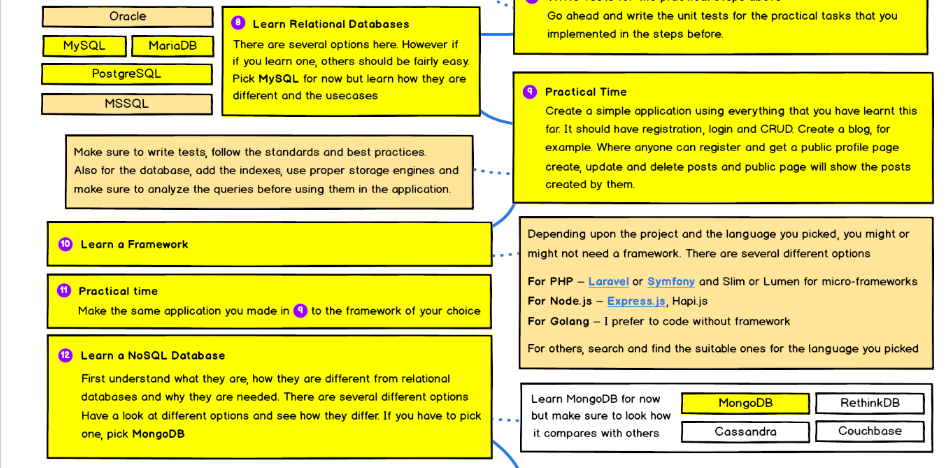 Go ahead and write the unit tests for the practical tasks that you
implemented in the steps before.
Oracle
MySQL
MariaDB
PostgreSQL
MSSQL
8 Learn Relational Databases
There are several options here. However if
if you learn one, others should be fairly easy.
Pick MySQL for now but learn how they are
different and the usecases
9 Practical Time
Create a simple application using everything that you have learnt this
far. It should have registration, login and CRUD. Create a blog, for
example. Where anyone can register and get a public profile page
create, update and delete posts and public page will show the posts
created by them.
Make sure to write tests, follow the standards and best practices.
Also for the database, add the indexes, use proper storage engines and
make sure to analyze the queries before using them in the application.
10 Learn a Framework
Depending upon the project and the language you picked, you might or
might not need a framework. There are several different options
For PHP – Laravel or Symfony and Slim or Lumen for micro-frameworks
For Node.js – Express.js, Hapi.js
For Golang – I prefer to code without framework
For others, search and find the suitable ones for the language you picked
11 Practical time
Make the same application you made in 9 to the framework of your choice
12 Learn a NoSQL Database
First understand what they are, how they are different from relational
databases and why they are needed. There are several different options
Have a look at different options and see how they differ. If you have to pick
one, pick MongoDB
Learn MongoDB for now
but make sure to look how
it compares with others
MongoDB
RethinkDB
Cassandra
Couchbase